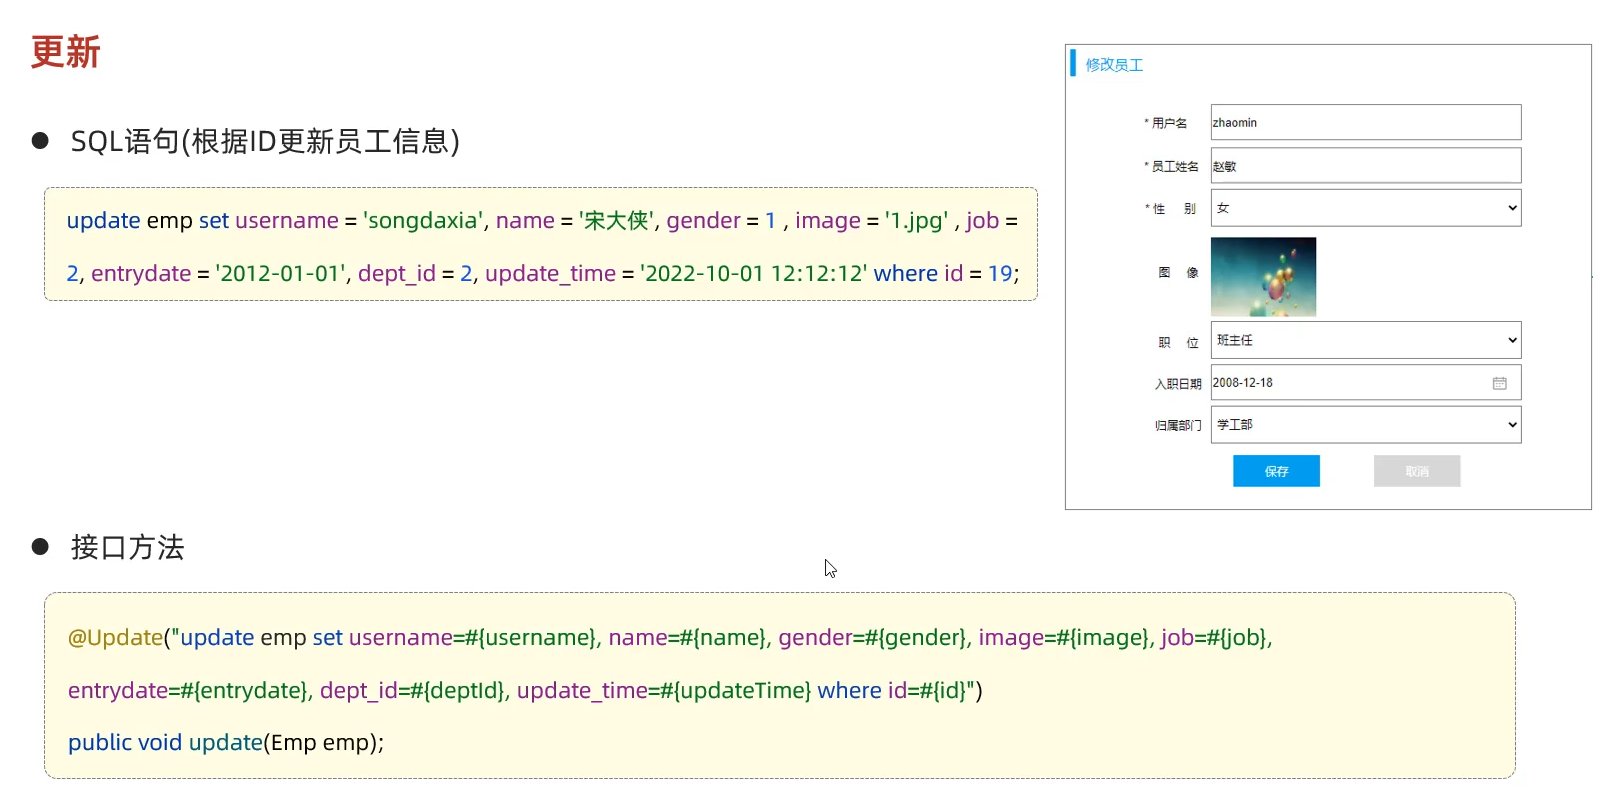 更新
● SQL语句(根据ID更新员工信息)
update emp set username = 'songdaxia', name = '宋大侠', gender = 1 , image = '1.jpg' , job =
2, entrydate = '2012-01-01', dept_id = 2, update_time = '2022-10-01 12:12:12' where id = 19;
修改员工
* 用户名 zhaomin
* 员工姓名 赵敏
* 性 别 女
图 像
职 位 班主任
入职日期 2008-12-18
归属部门 学工部
保存 取消
● 接口方法
@Update("update emp set username=#{username}, name=#{name}, gender=#{gender}, image=#{image}, job=#{job},
entrydate=#{entrydate}, dept_id=#{deptId}, update_time=#{updateTime} where id=#{id}")
public void update(Emp emp);